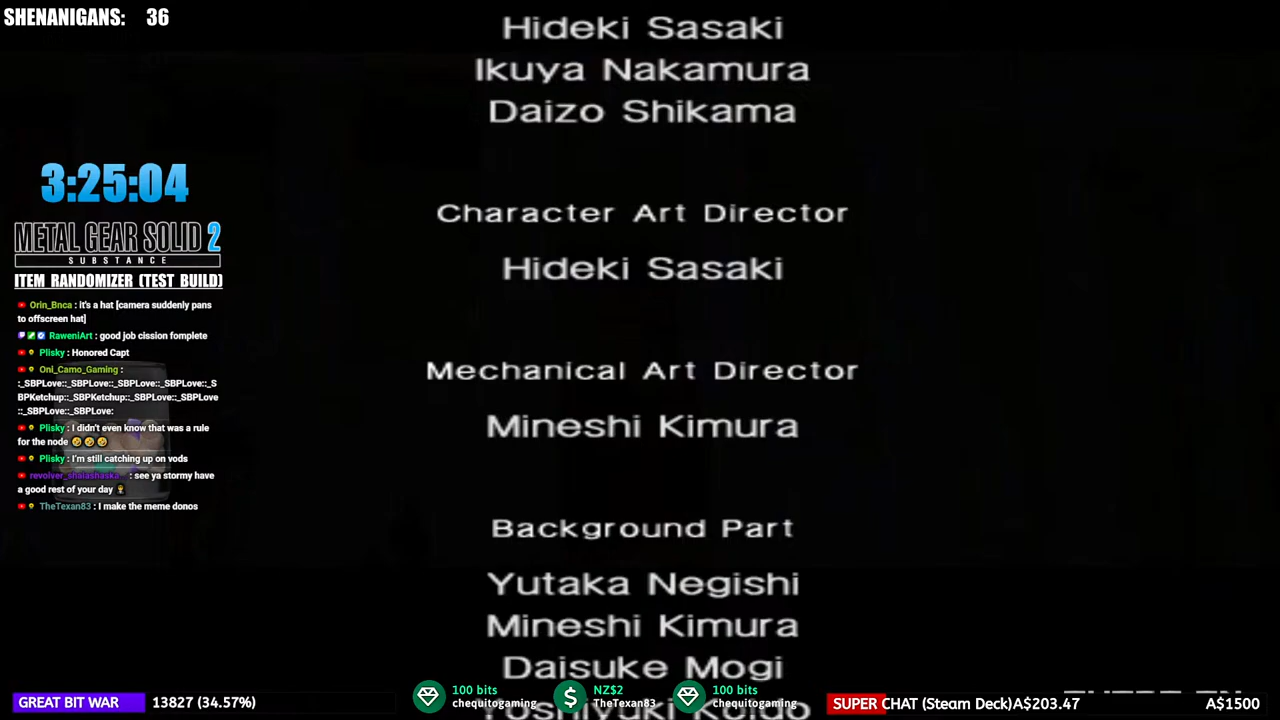 SHENANIGANS: 36
Hideki Sasaki
Ikuya Nakamura
Daizo Shikama
3:25:04
METAL GEAR SOLID 2
SUBSTANCE
ITEM RANDOMIZER (TEST BUILD)
Character Art Director
Hideki Sasaki
Mechanical Art Director
Mineshi Kimura
Background Part
Yutaka Negishi
Mineshi Kimura
Daisuke Mogi
Yoshiyuki Koido
Orin_Bnca : it's a hat [camera suddenly pans
to offscreen hat]
RaweniArt : good job cission fomplete
Plisky : Honored Capt
Oni_Camo_Gaming :
:_SBPLove::_SBPLove::_SBPLove::_SBPLove::_S
BPKetchup::_SBPKetchup::_SBPLove::_SBPLove
::_SBPLove::_SBPLove:
Plisky : I didn't even know that was a rule
for the node 🤣🤣🤣
Plisky : I'm still catching up on vods
: see ya stormy have
a good rest of your day
TheTexan83 : I make the meme donos
GREAT BIT WAR 13827 (34.57%)
100 bits
chequitogaming
NZ$2
TheTexan83
100 bits
chequitogaming
SUPER CHAT (Steam Deck) A$203.47 A$1500